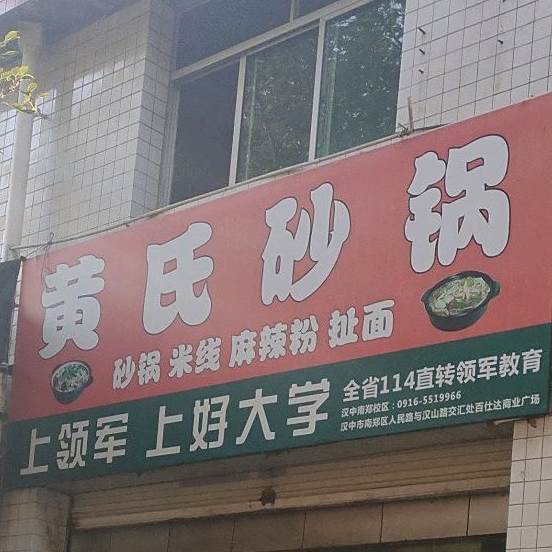 黄氏砂锅
砂锅 米线 麻辣粉 扯面
上领军 上好大学
全省114直转领军教育
汉中南郑校区：0916-5519966
汉中市南郑区人民路与汉山路交汇处百仕达商业广场